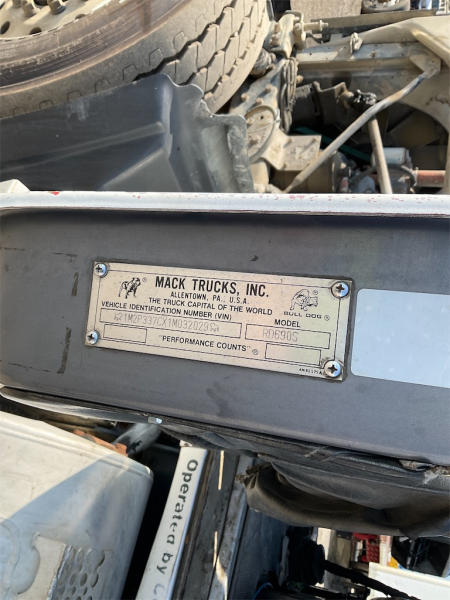 MACK TRUCKS, INC.
ALLENTOWN, PA., U.S.A.
THE TRUCK CAPITAL OF THE WORLD
VEHICLE IDENTIFICATION NUMBER (VIN)
MODEL
BULL DOG®
1M2P337CX1M032029
RD690S
"PERFORMANCE COUNTS"®
Operated by